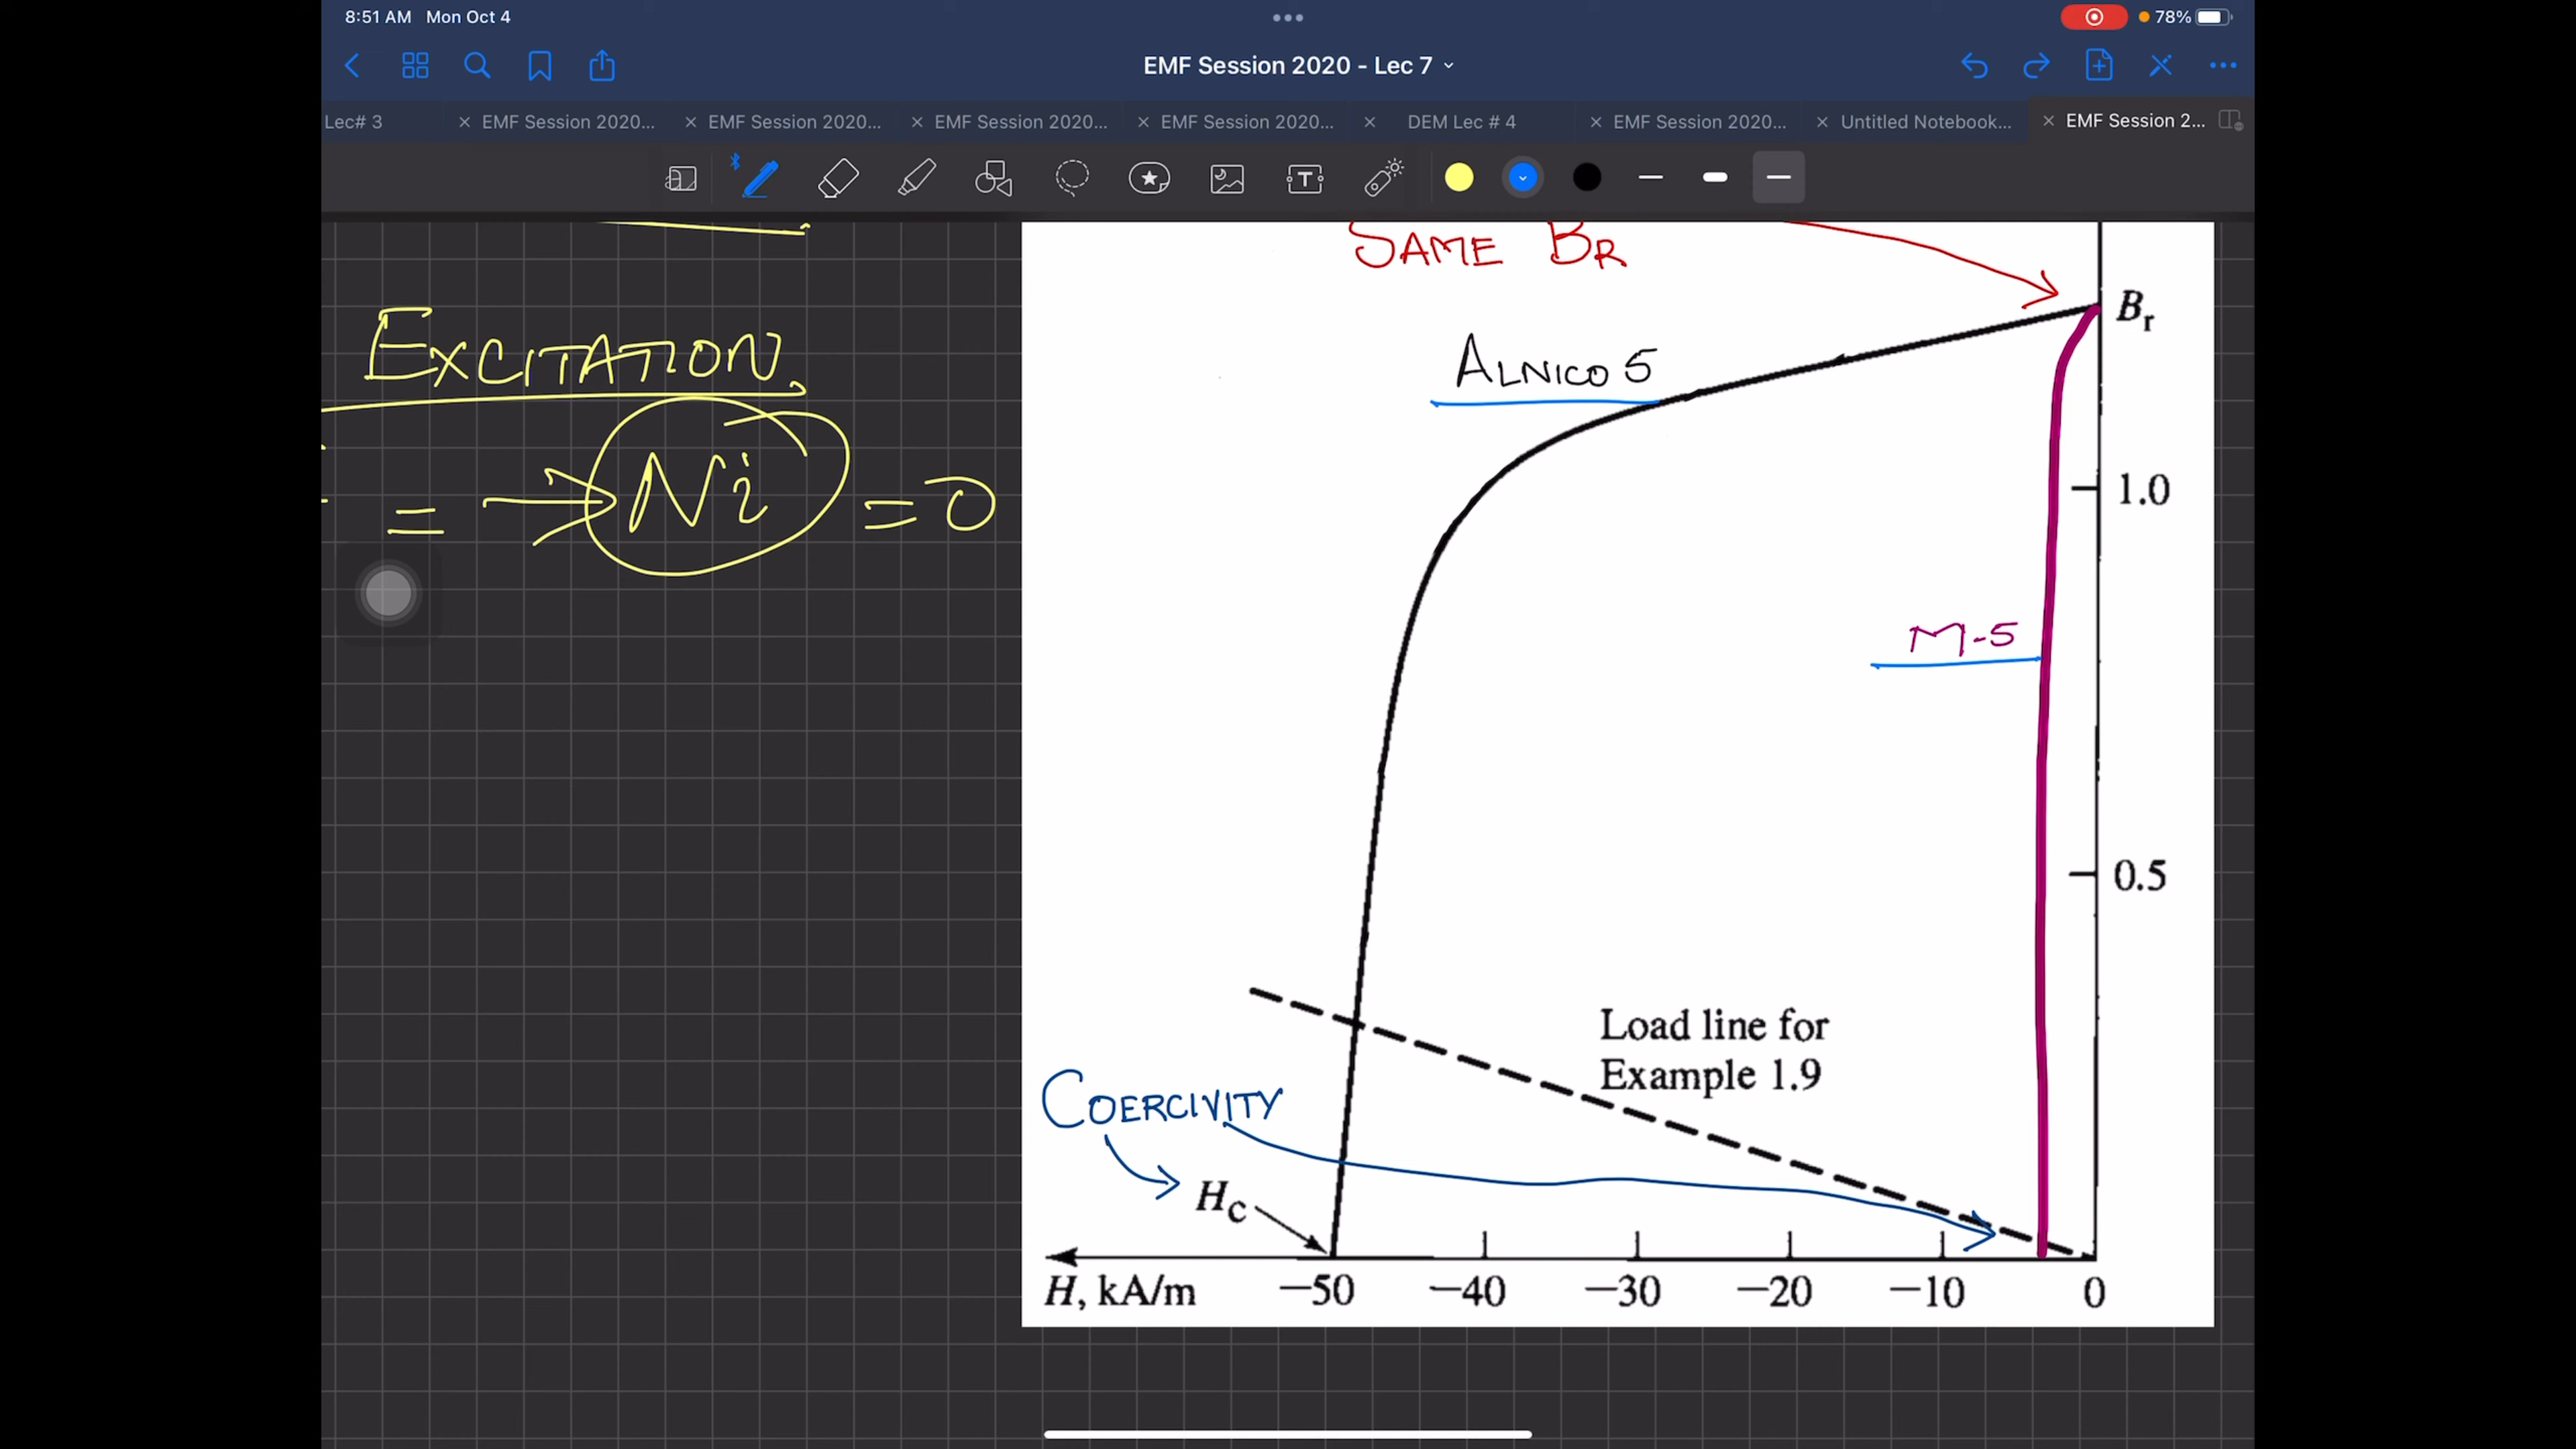 8:51 AM Mon Oct 4
78%
EMF Session 2020 - Lec 7
Lec# 3
EMF Session 2020...
EMF Session 2020...
EMF Session 2020...
EMF Session 2020...
DEM Lec # 4
EMF Session 2020...
Untitled Notebook...
EMF Session 2...
EXCITATION,
= → Ni = 0
SAME BR
Br
ALNICO 5
1.0
M-5
0.5
Load line for
Example 1.9
COERCIVITY
Hc
H, kA/m −50 −40 −30 −20 −10 0